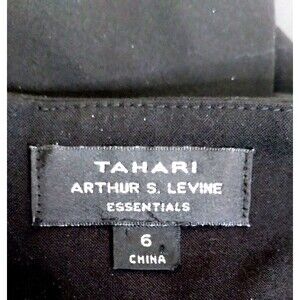 TAHARI
ARTHUR S. LEVINE
ESSENTIALS
6
CHINA